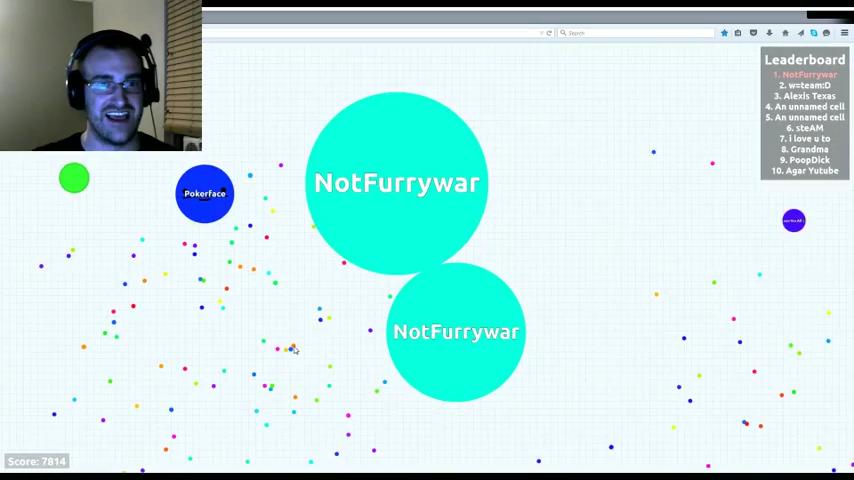 Search
Leaderboard
1. NotFurrywar
2. w=team:D
3. Alexis Texas
4. An unnamed cell
5. An unnamed cell
6. steAM
7. i love u to
8. Grandma
9. PoopDick
10. Agar Yutube
NotFurrywar
Pokerface
NotFurrywar
Score: 7814